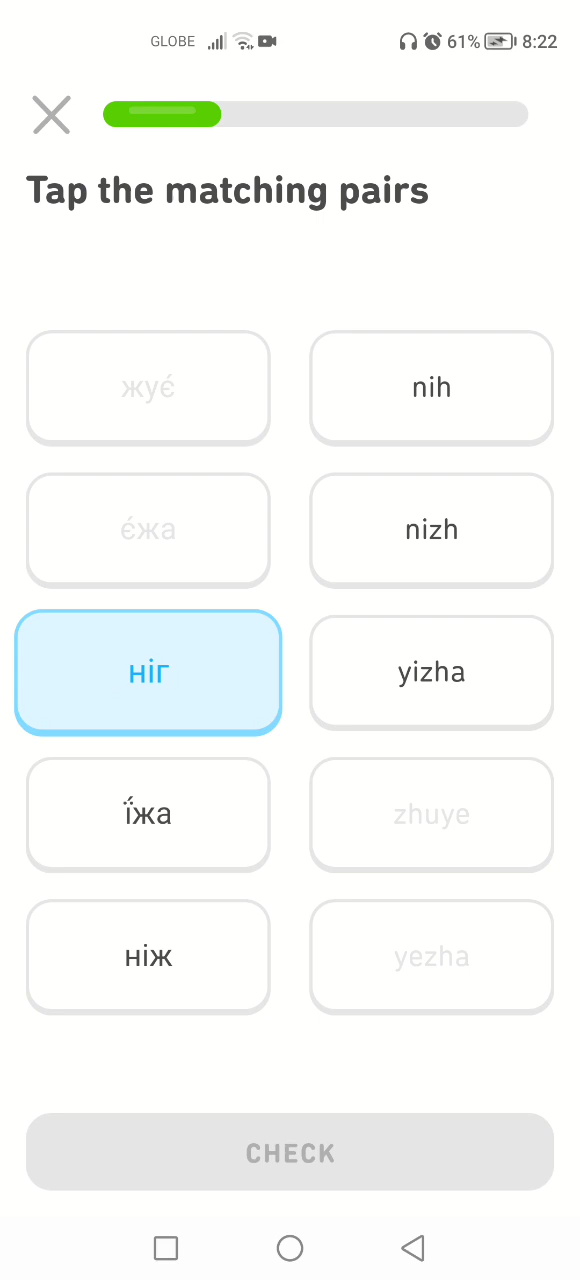 GLOBE 61% 8:22
Tap the matching pairs
жує́ nih
є́жа nizh
ніг yizha
ї́жа zhuye
ніж yezha
CHECK